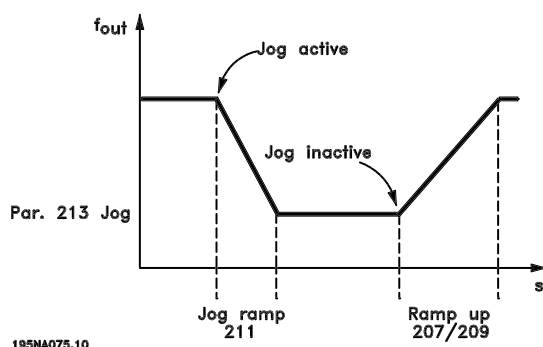 fout
Jog active
Jog inactive
Par. 213 Jog
s
Jog ramp
211
Ramp up
207/209
195NA075.10